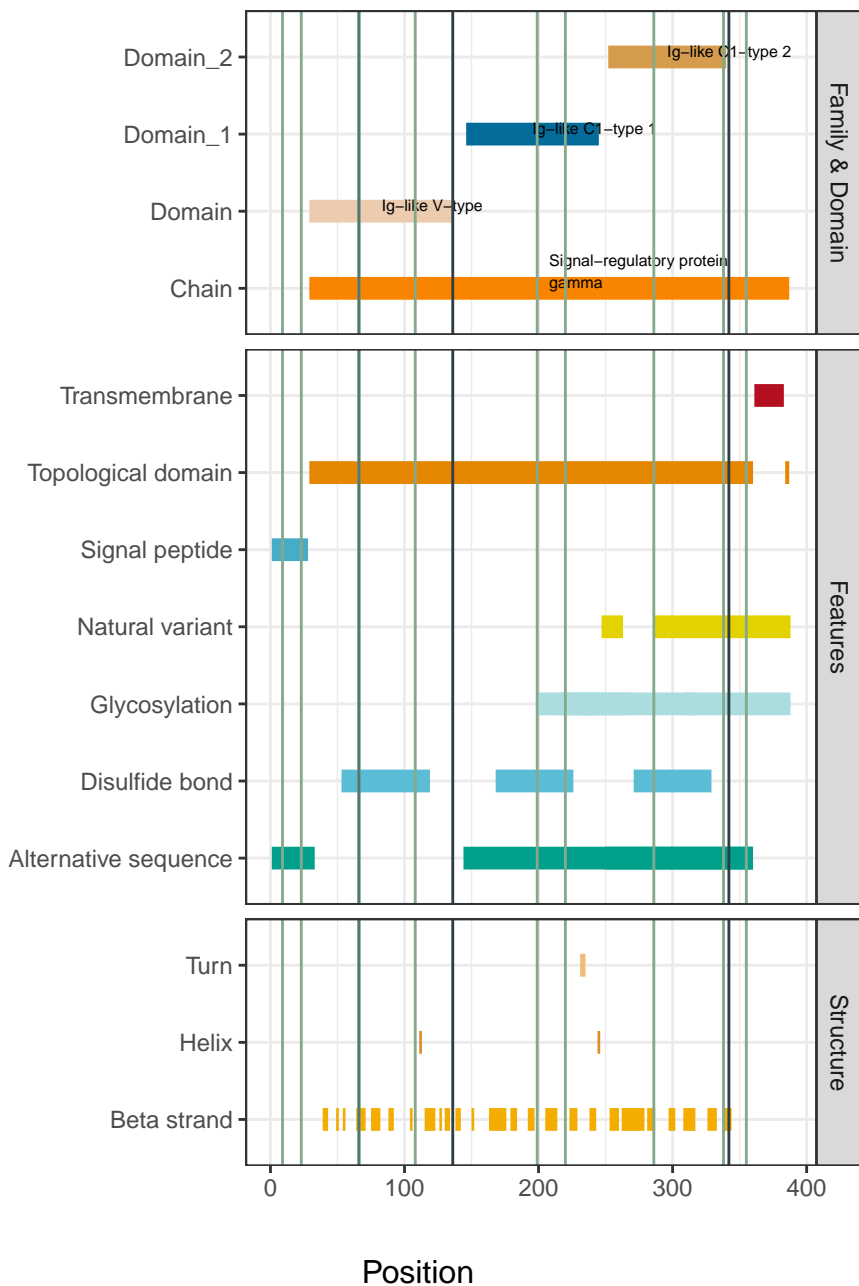 Domain_2
Ig-like C1-type 2
Domain_1
Ig-like C1-type 1
Domain
Ig-like V-type
Chain
Signal-regulatory protein
gamma
Family & Domain
Transmembrane
Topological domain
Signal peptide
Natural variant
Glycosylation
Disulfide bond
Alternative sequence
Features
Turn
Helix
Beta strand
Structure
0 100 200 300 400
Position